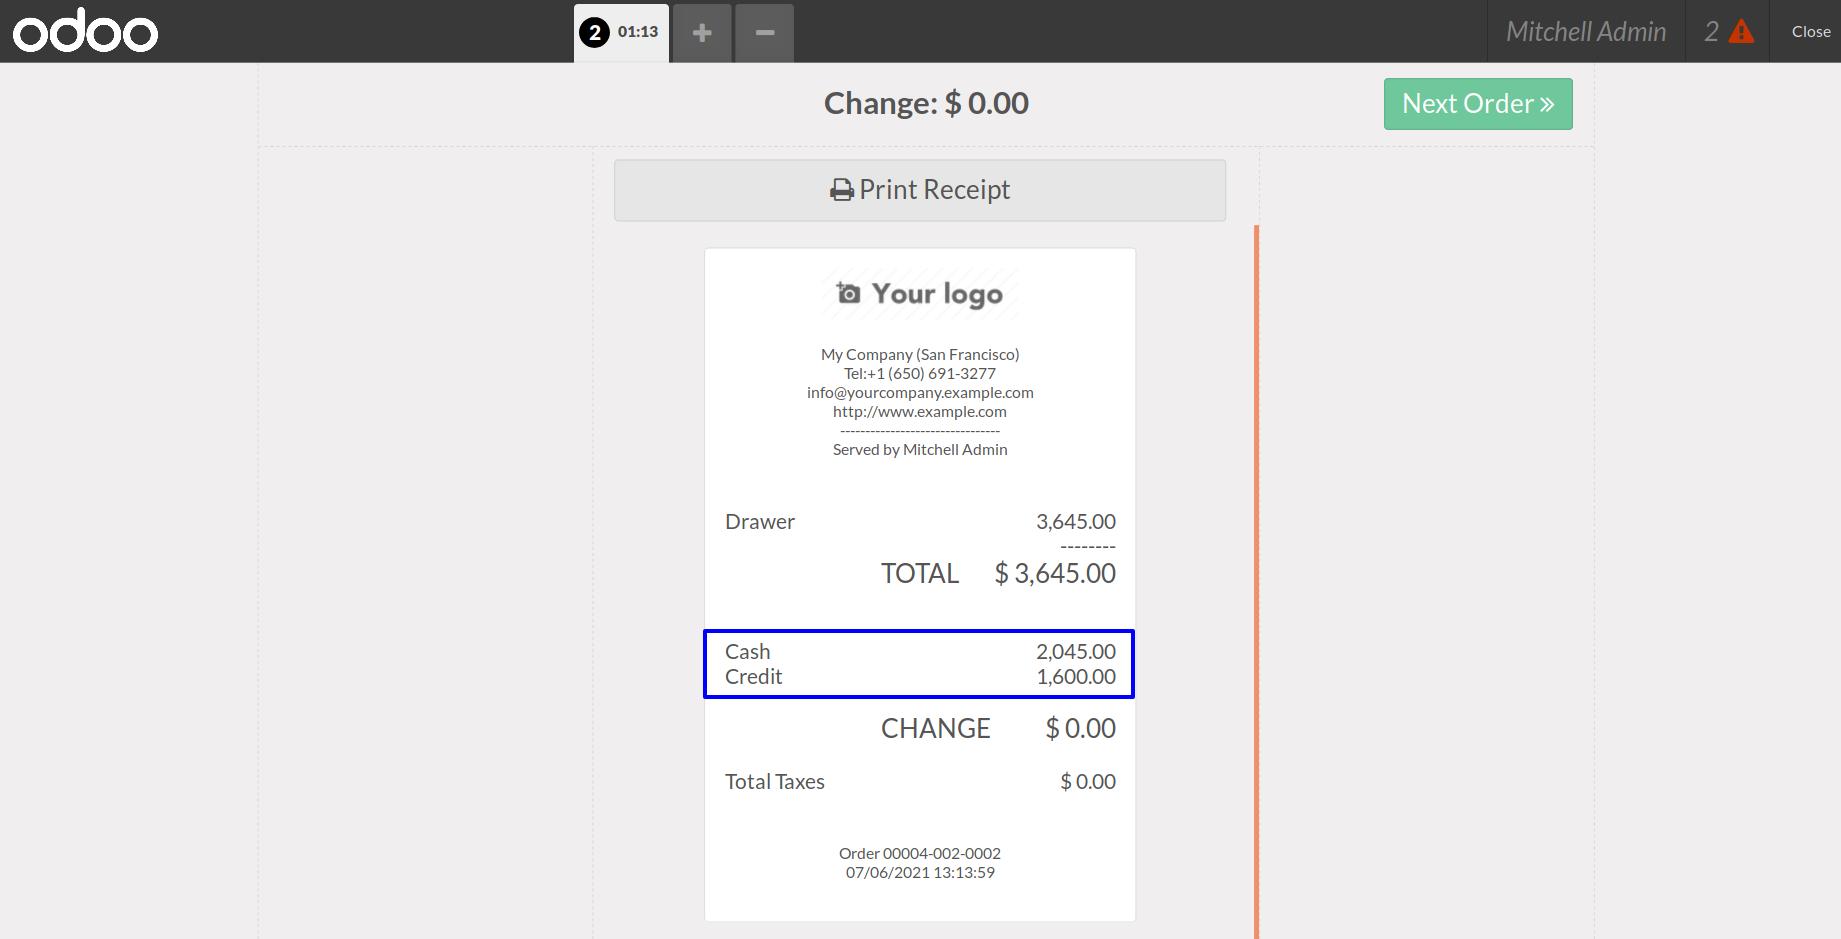 odoo
2 01:13 + −
Mitchell Admin
2
Close
Change: $ 0.00
Next Order »
Print Receipt
Your logo
My Company (San Francisco)
Tel:+1 (650) 691-3277
info@yourcompany.example.com
http://www.example.com
--------------------------------
Served by Mitchell Admin
Drawer 3,645.00
--------
TOTAL $ 3,645.00
Cash 2,045.00
Credit 1,600.00
CHANGE $ 0.00
Total Taxes $ 0.00
Order 00004-002-0002
07/06/2021 13:13:59